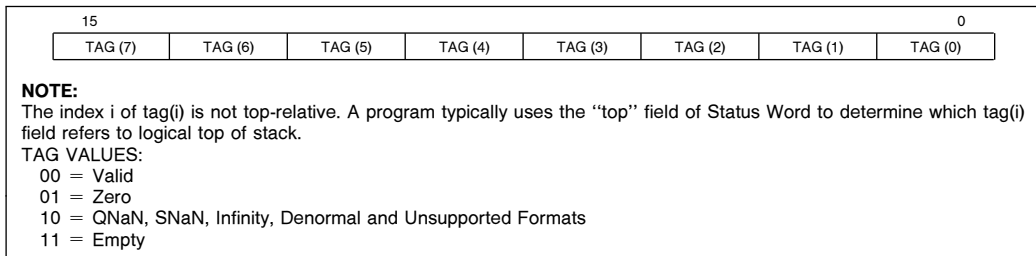 15 0
TAG (7) TAG (6) TAG (5) TAG (4) TAG (3) TAG (2) TAG (1) TAG (0)
NOTE:
The index i of tag(i) is not top-relative. A program typically uses the ‘‘top’’ field of Status Word to determine which tag(i)
field refers to logical top of stack.
TAG VALUES:
00 = Valid
01 = Zero
10 = QNaN, SNaN, Infinity, Denormal and Unsupported Formats
11 = Empty